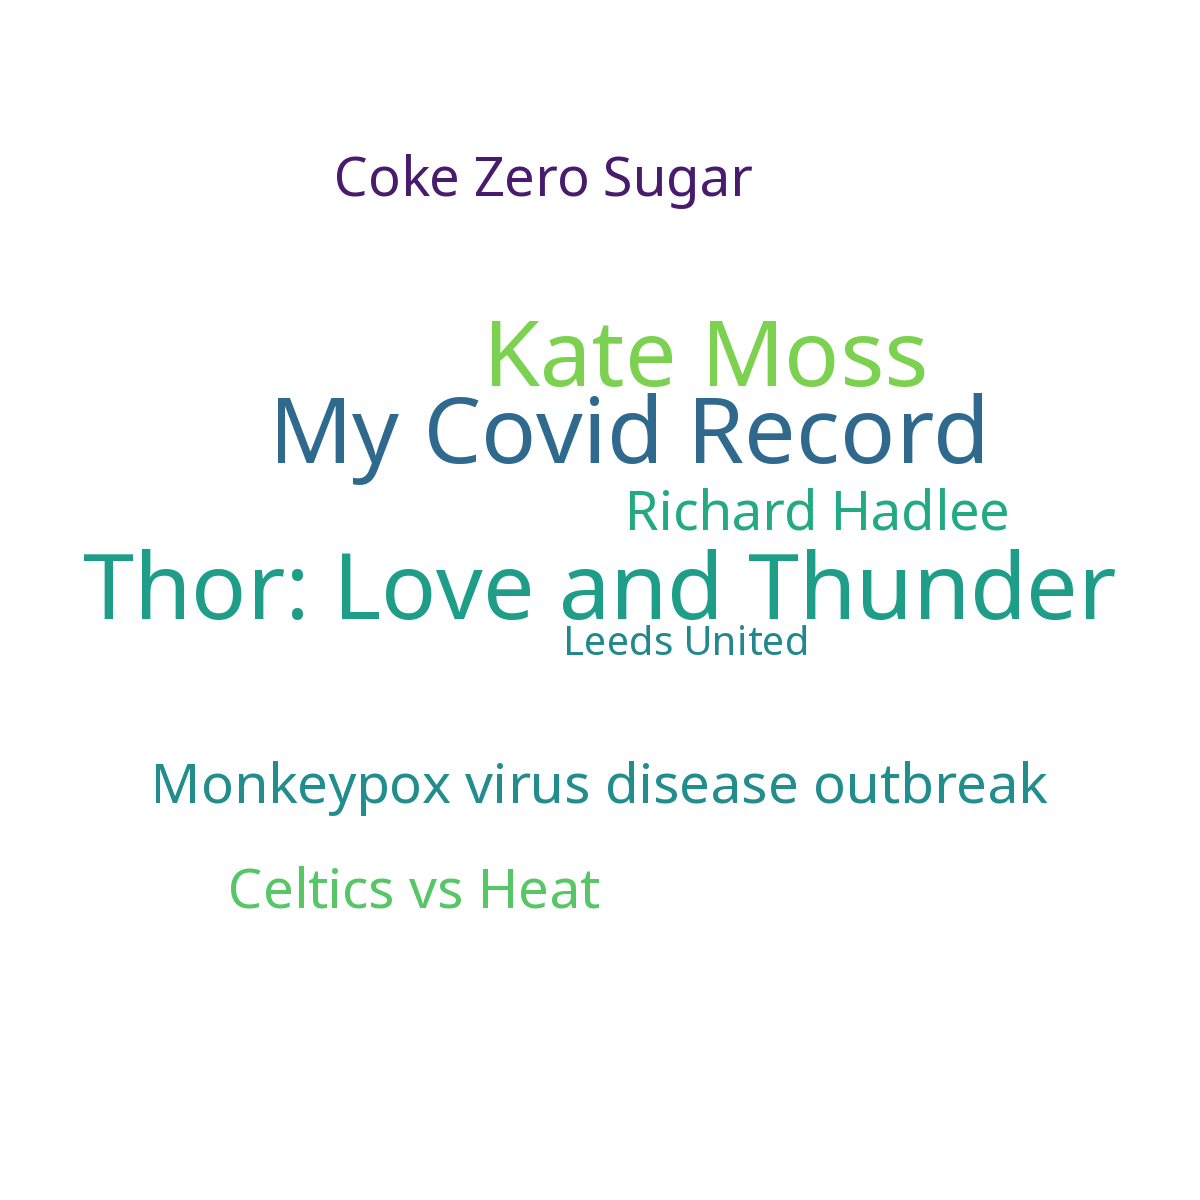 Coke Zero Sugar
Kate Moss
My Covid Record
Richard Hadlee
Thor: Love and Thunder
Leeds United
Monkeypox virus disease outbreak
Celtics vs Heat